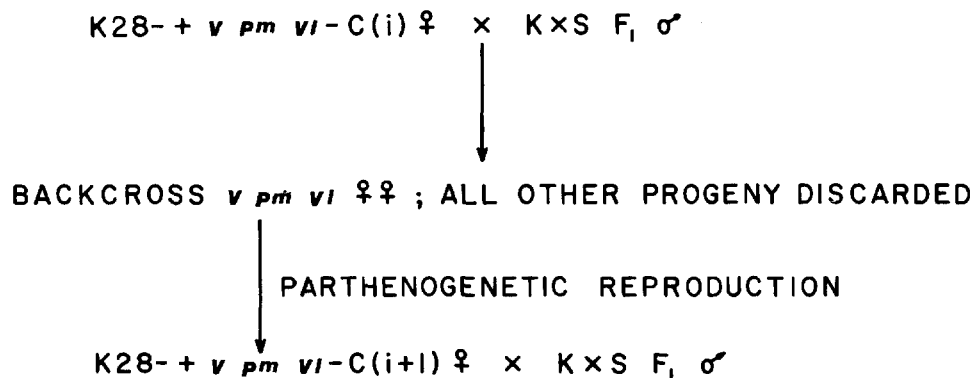 K28-+ v pm vl-C(i) ♀ × K×S F₁ ♂
BACKCROSS v pm vl ♀♀ ; ALL OTHER PROGENY DISCARDED
PARTHENOGENETIC REPRODUCTION
K28-+ v pm vl-C(i+1) ♀ × K×S F₁ ♂